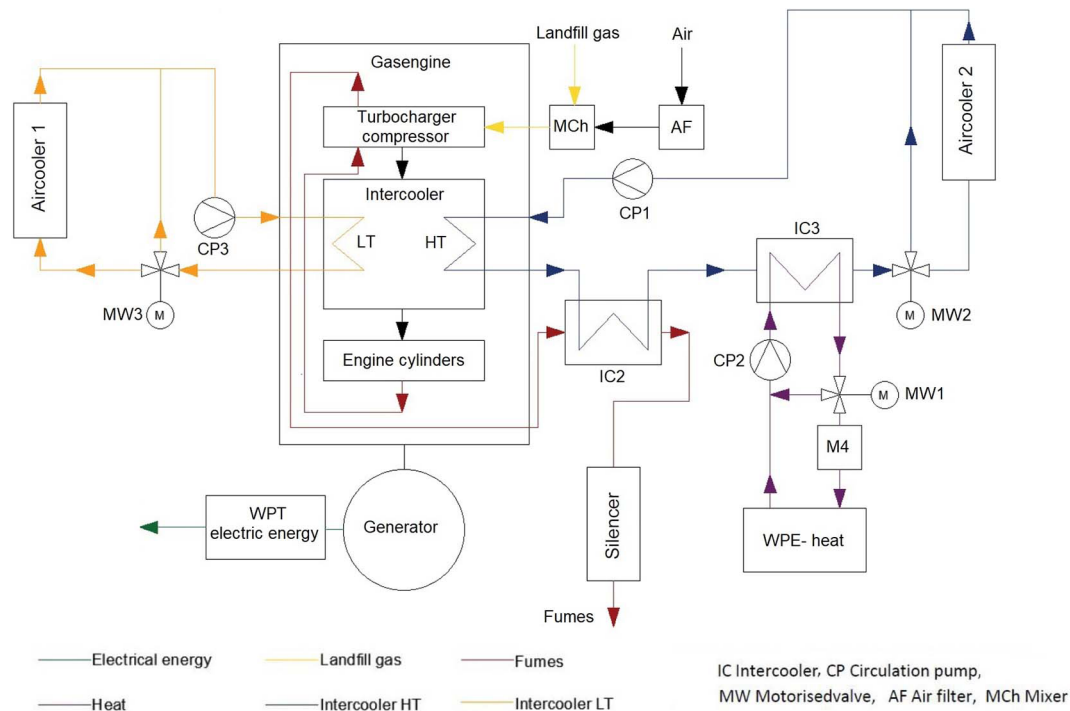 Landfill gas
Air
Gasengine
Turbocharger
compressor
MCh
AF
Aircooler 1
Aircooler 2
Intercooler
CP1
CP3
LT
HT
IC3
MW3
M
M
MW2
Engine cylinders
IC2
CP2
M
MW1
M4
WPT
electric energy
Generator
Silencer
WPE- heat
Fumes
Electrical energy
Landfill gas
Fumes
Heat
Intercooler HT
Intercooler LT
IC Intercooler, CP Circulation pump,
MW Motorisedvalve, AF Air filter, MCh Mixer